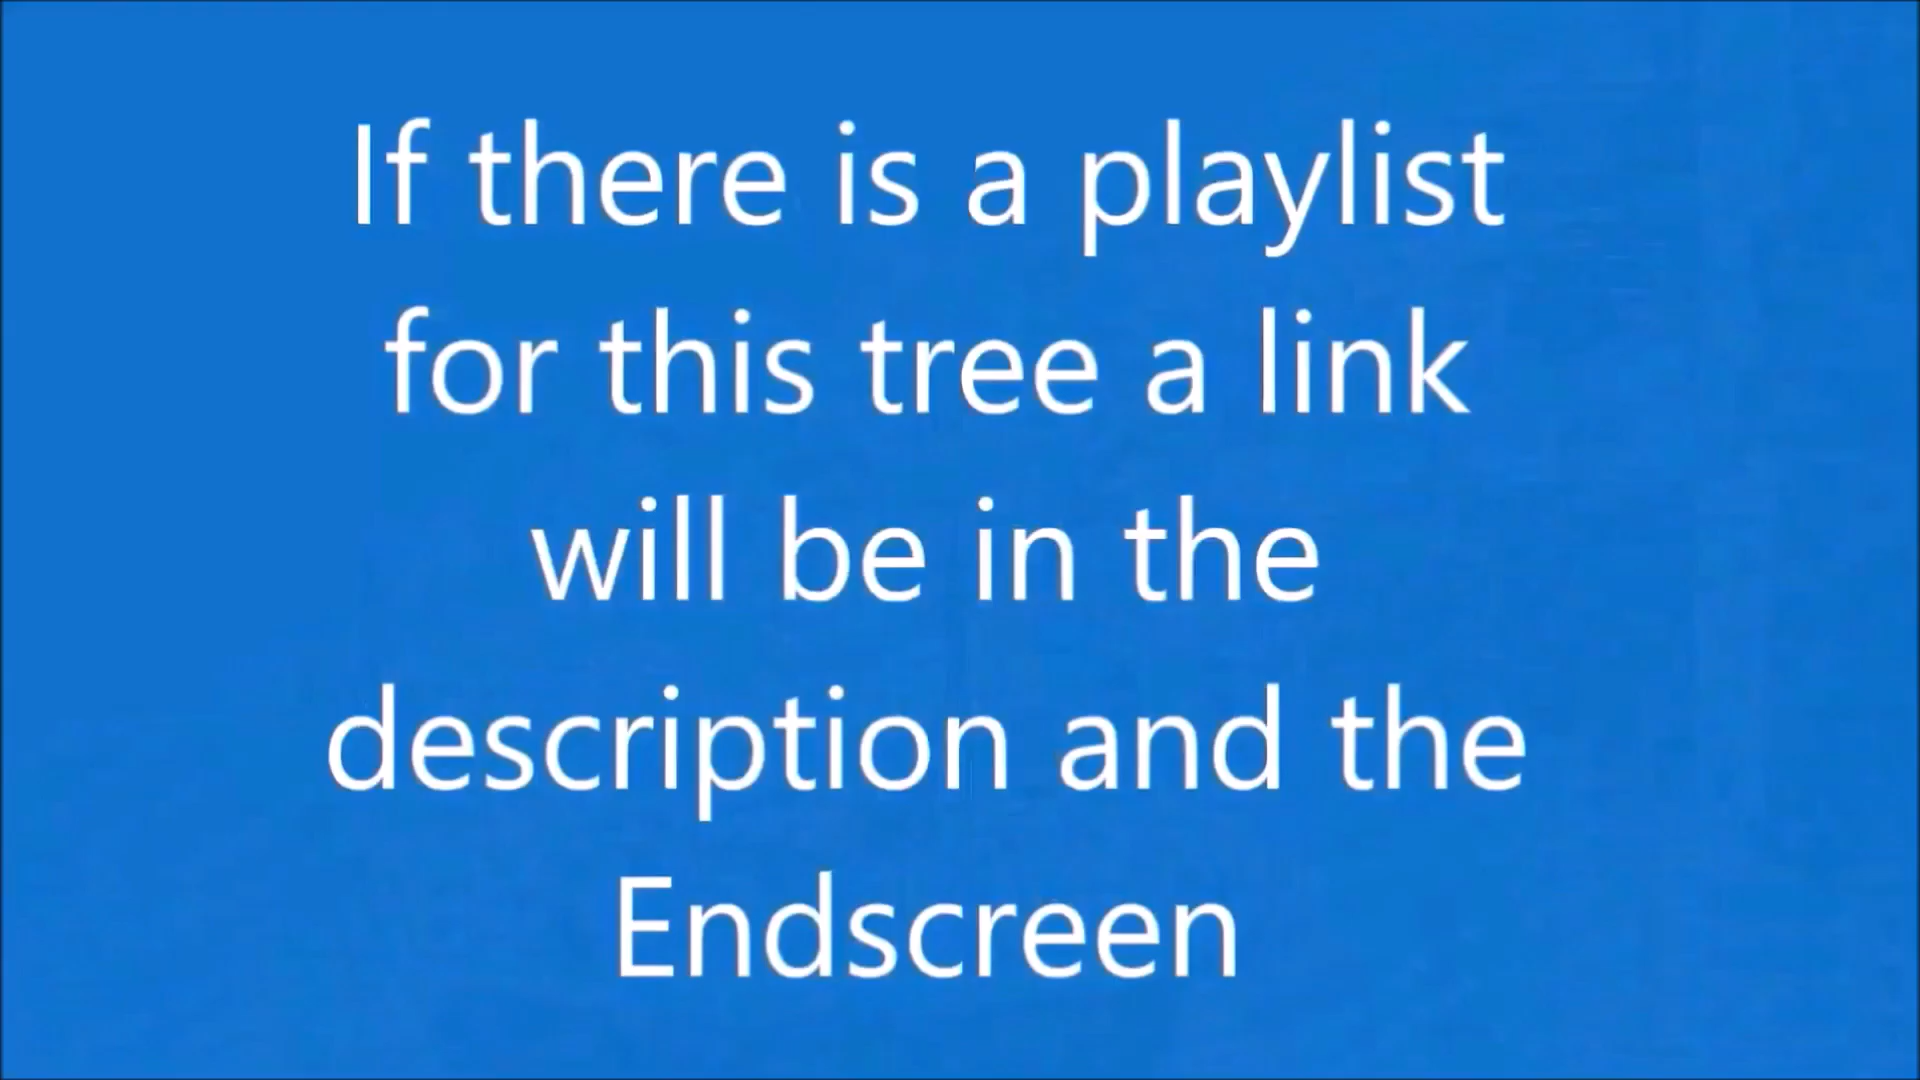 If there is a playlist
for this tree a link
will be in the
description and the
Endscreen